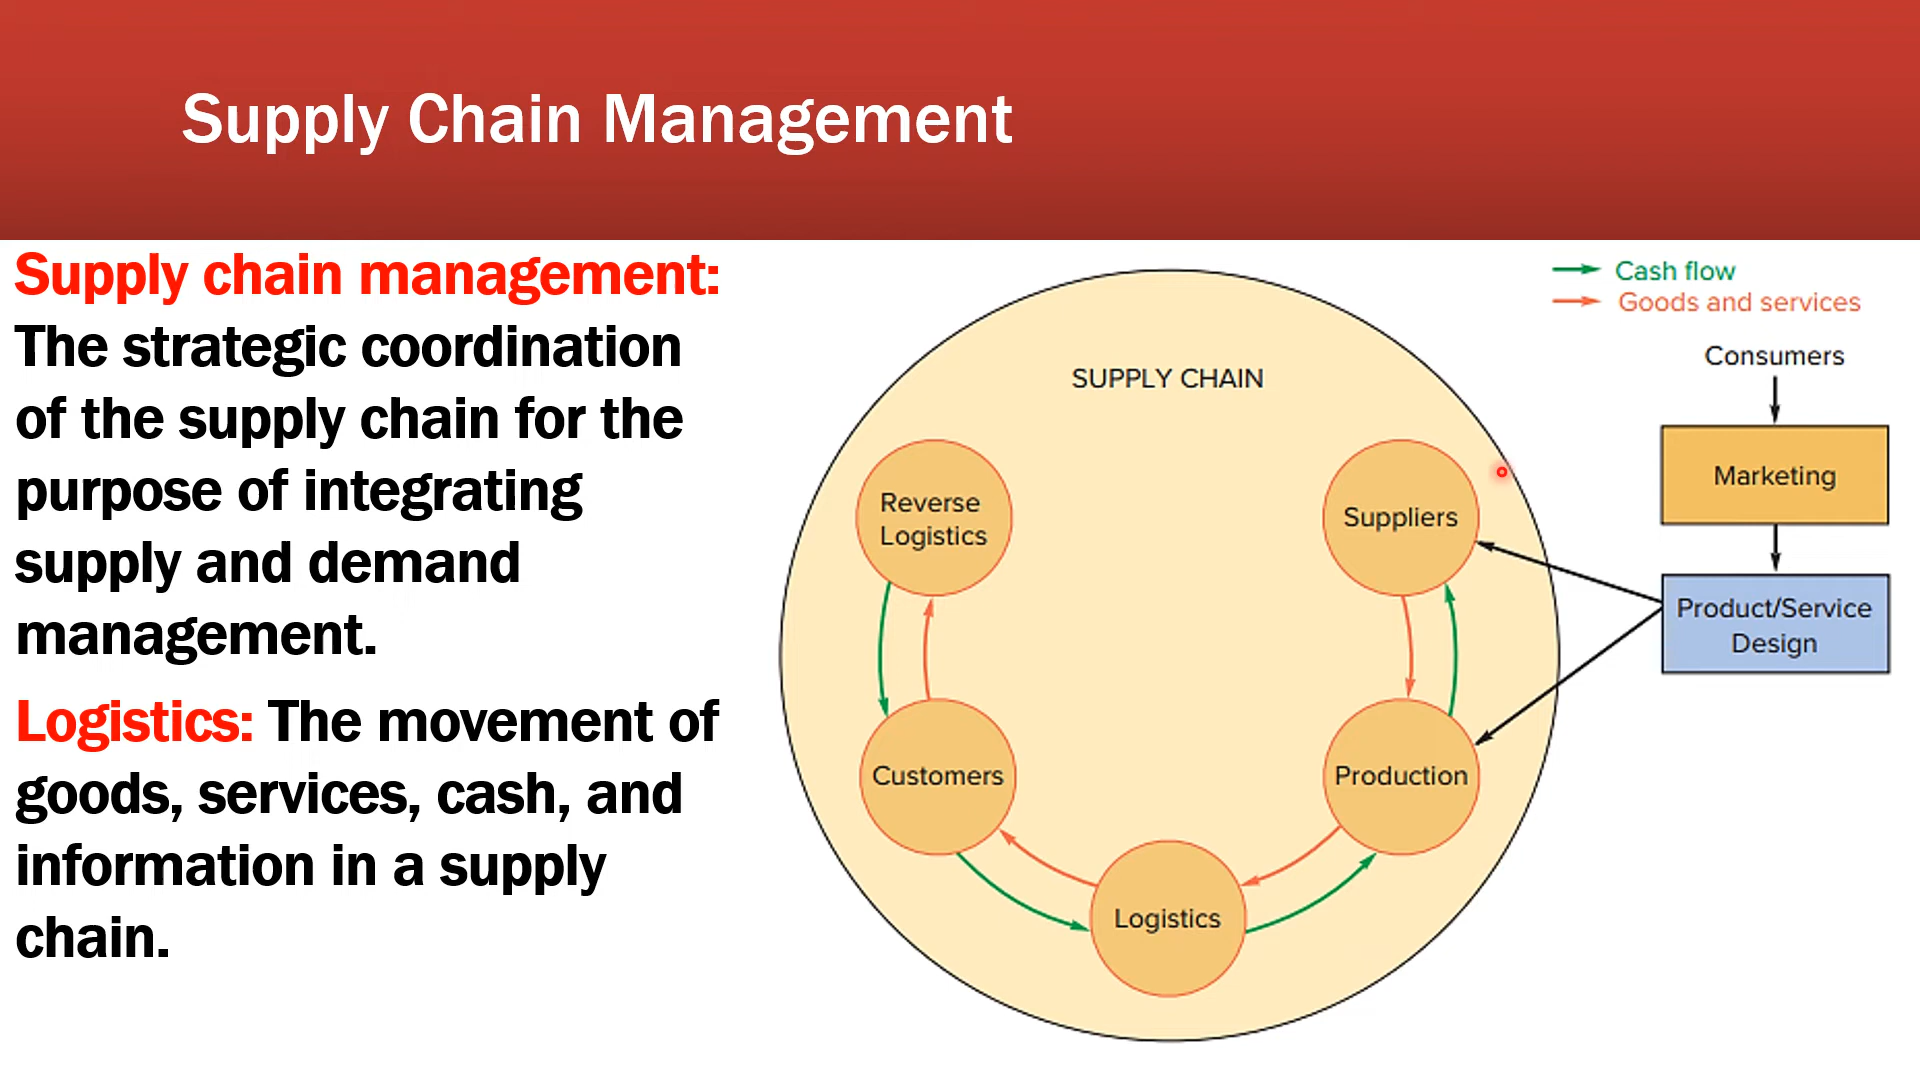 Supply Chain Management
Supply chain management:
The strategic coordination
of the supply chain for the
purpose of integrating
supply and demand
management.
Logistics: The movement of
goods, services, cash, and
information in a supply
chain.
Cash flow
Goods and services
Consumers
SUPPLY CHAIN
Marketing
Reverse
Logistics
Suppliers
Product/Service
Design
Customers
Production
Logistics